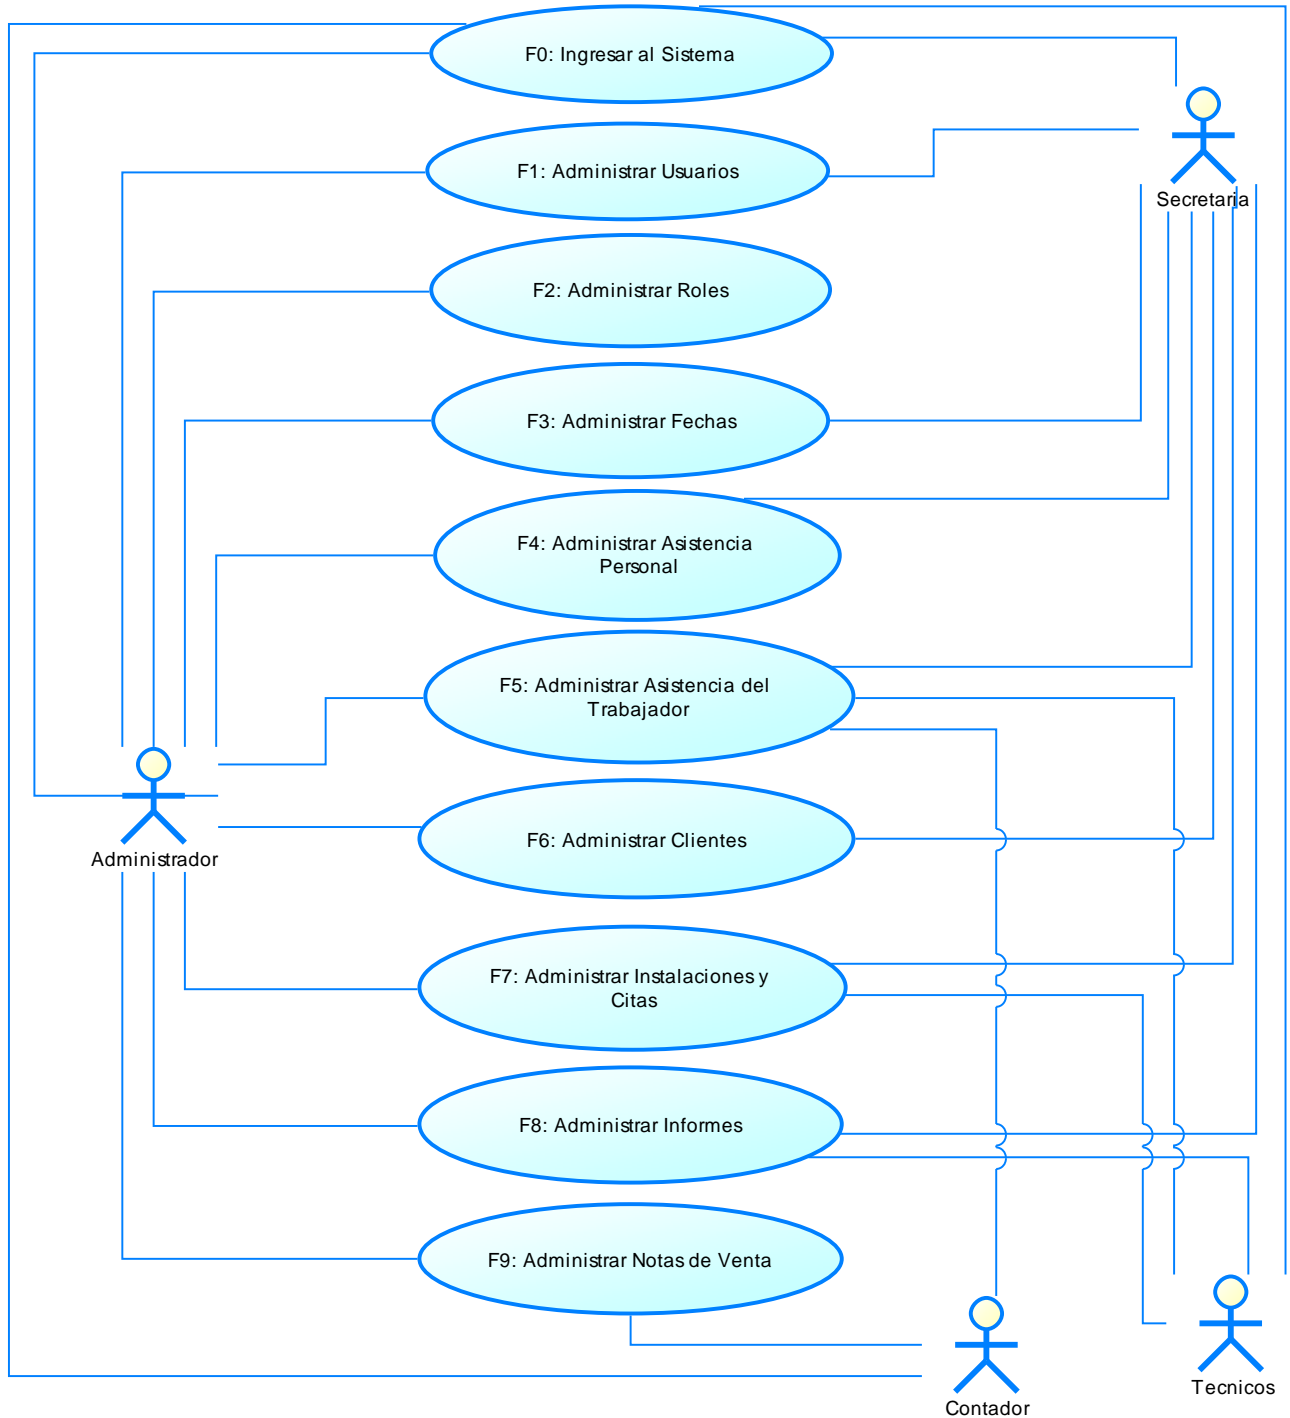 F0: Ingresar al Sistema
F1: Administrar Usuarios
Secretaria
F2: Administrar Roles
F3: Administrar Fechas
F4: Administrar Asistencia
Personal
F5: Administrar Asistencia del
Trabajador
F6: Administrar Clientes
Administrador
F7: Administrar Instalaciones y
Citas
F8: Administrar Informes
F9: Administrar Notas de Venta
Tecnicos
Contador